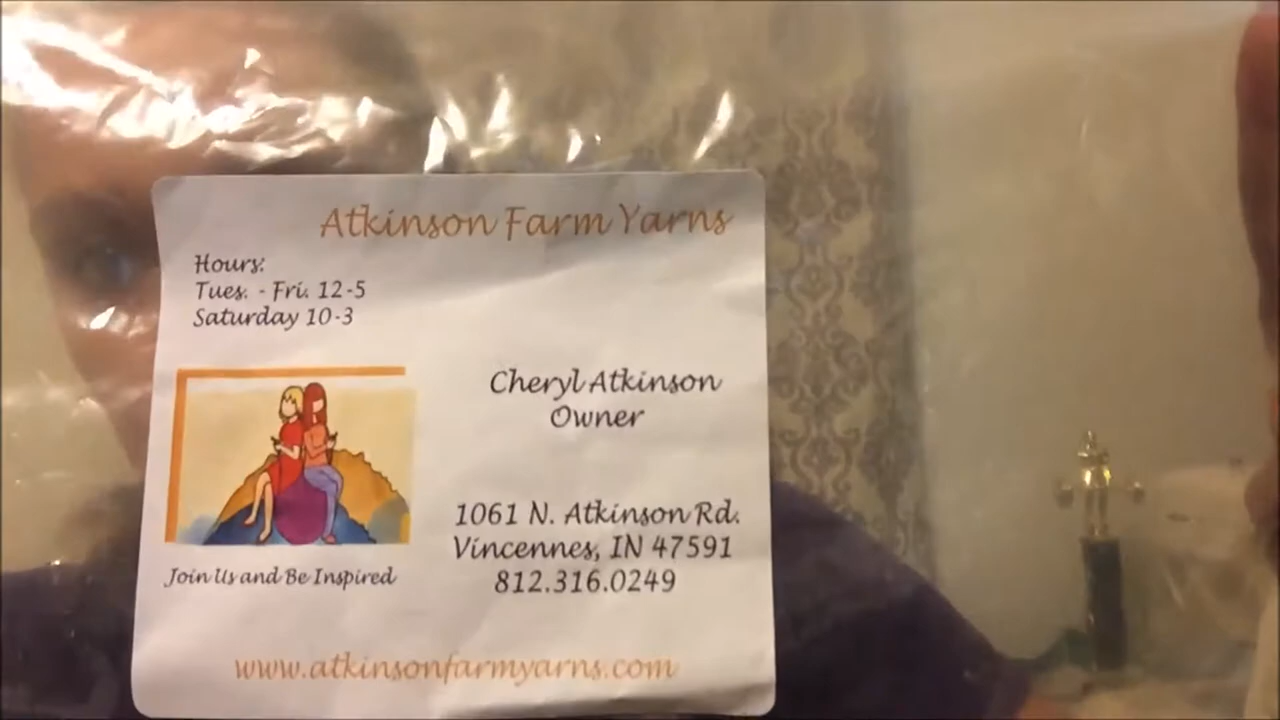 Atkinson Farm Yarns
Hours:
Tues. - Fri. 12-5
Saturday 10-3
Cheryl Atkinson
Owner
1061 N. Atkinson Rd.
Vincennes, IN 47591
812.316.0249
Join Us and Be Inspired
www.atkinsonfarmyarns.com